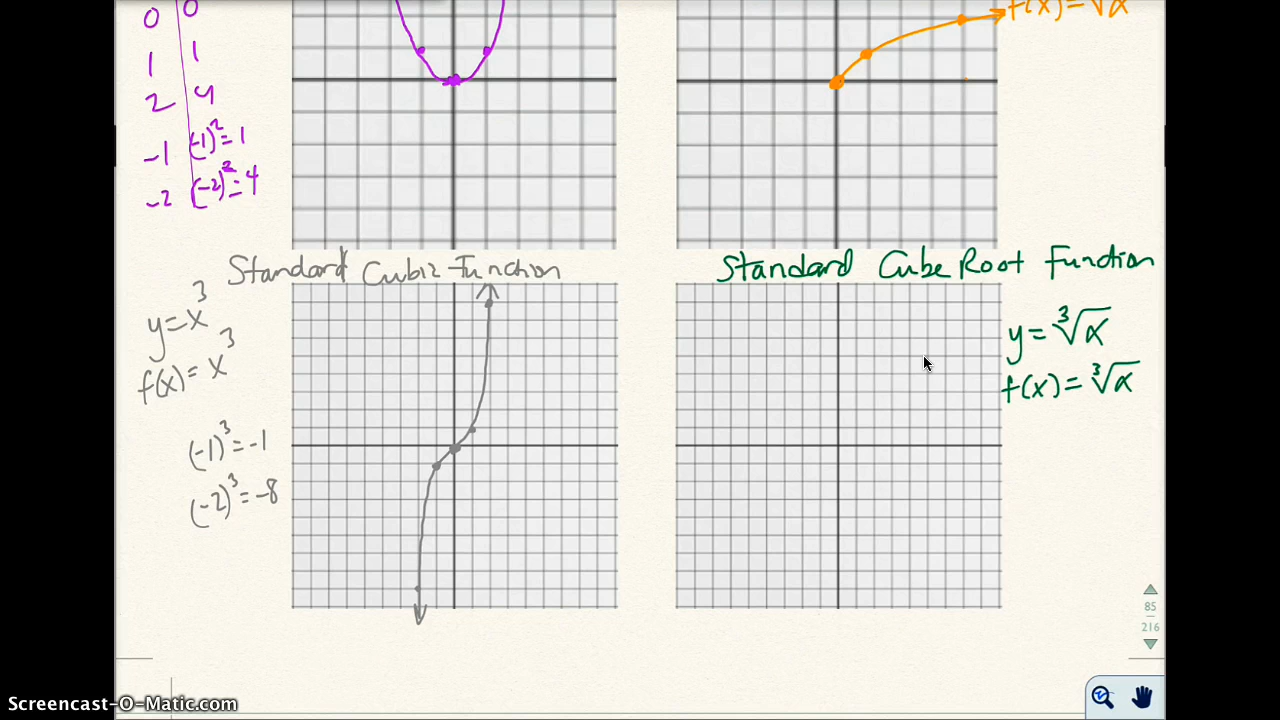 f(x) = √x
0 0
1 1
2 4
-1 (-1)² = 1
-2 (-2)² = 4
Standard Cubic Function
Standard Cube Root Function
y = x³
f(x) = x³
(-1)³ = -1
(-2)³ = -8
y = ∛x
f(x) = ∛x
85
216
Screencast-O-Matic.com